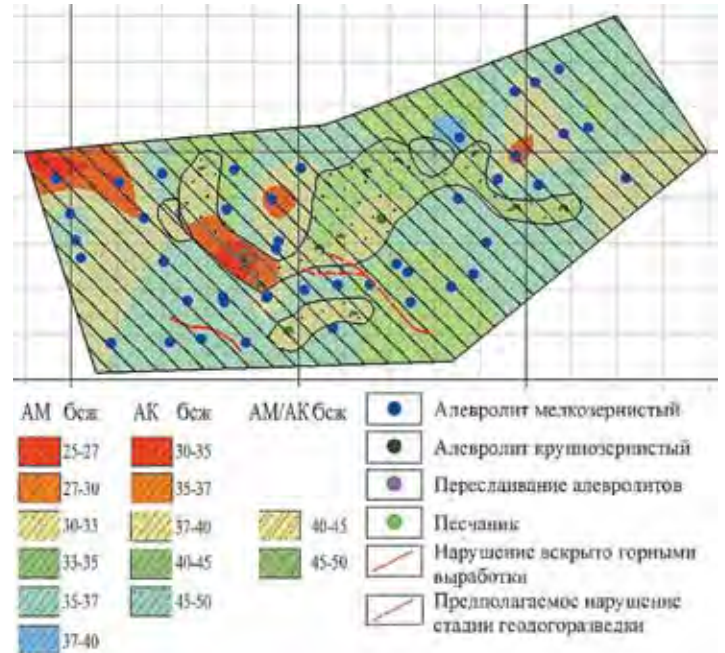 АМ бсж АК бсж АМ/АК бсж
25-27 30-35
27-30 35-37
30-33 37-40 40-45
33-35 40-45 45-50
35-37 45-50
37-40
Алевролит мелкозернистый
Алевролит крупнозернистый
Переслаивание алевролитов
Песчаник
Нарушение вскрыто горными
выработки
Предполагаемое нарушение
стадии геодогоразведки